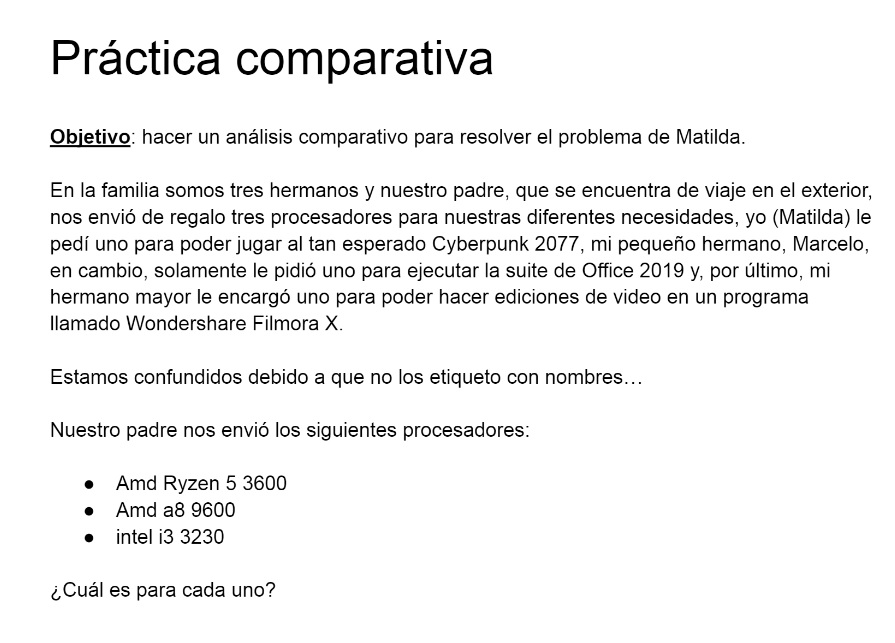 Práctica comparativa
Objetivo: hacer un análisis comparativo para resolver el problema de Matilda.
En la familia somos tres hermanos y nuestro padre, que se encuentra de viaje en el exterior,
nos envió de regalo tres procesadores para nuestras diferentes necesidades, yo (Matilda) le
pedí uno para poder jugar al tan esperado Cyberpunk 2077, mi pequeño hermano, Marcelo,
en cambio, solamente le pidió uno para ejecutar la suite de Office 2019 y, por último, mi
hermano mayor le encargó uno para poder hacer ediciones de video en un programa
llamado Wondershare Filmora X.
Estamos confundidos debido a que no los etiqueto con nombres…
Nuestro padre nos envió los siguientes procesadores:
● Amd Ryzen 5 3600
● Amd a8 9600
● intel i3 3230
¿Cuál es para cada uno?